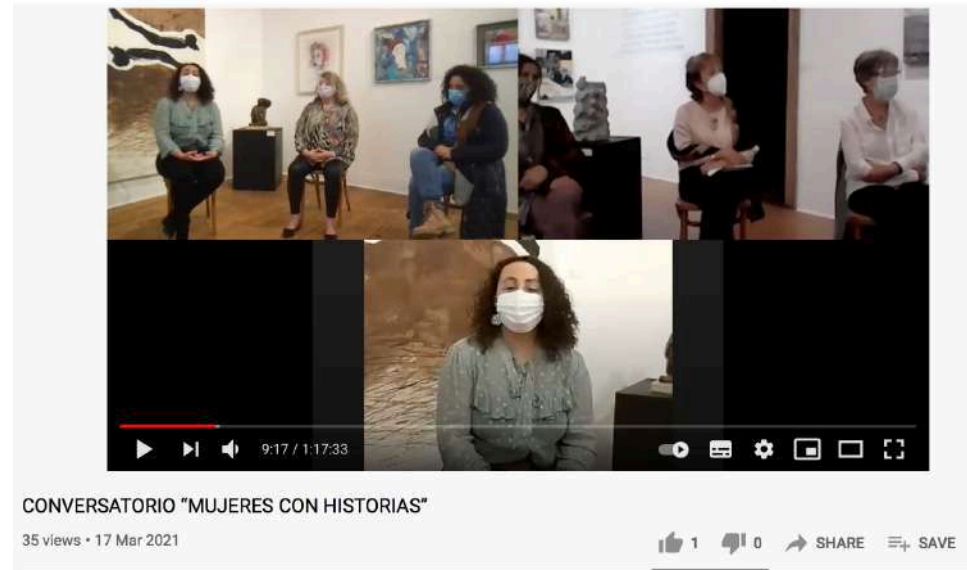 9:17 / 1:17:33
CONVERSATORIO “MUJERES CON HISTORIAS”
35 views • 17 Mar 2021
1 0 SHARE SAVE